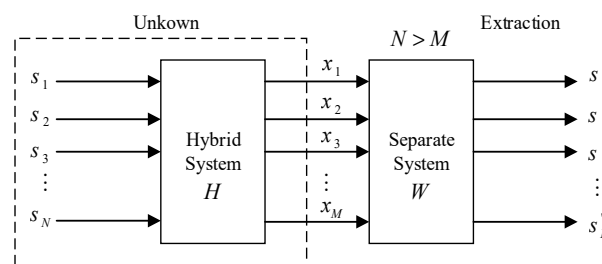 Unkown
N > M
Extraction
s1 x1 s
s2 x2 s
s3 x3 s
⋮ Hybrid System H ⋮ Separate System W ⋮
sN xM s